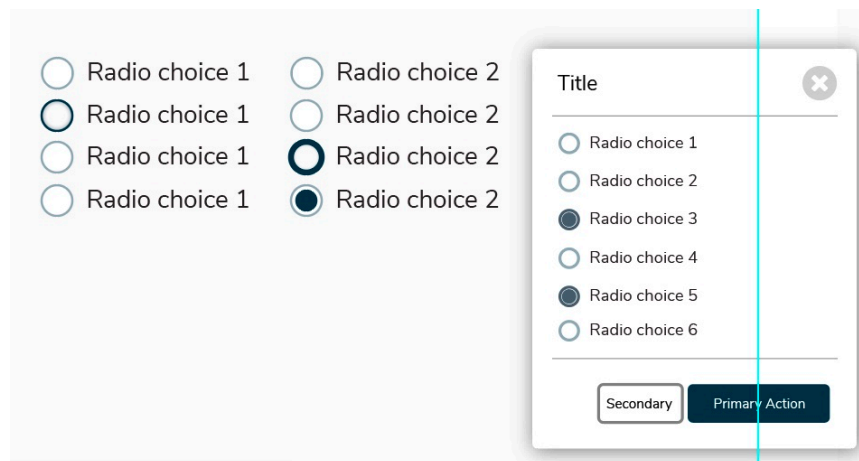 Radio choice 1 Radio choice 2
Radio choice 1 Radio choice 2
Radio choice 1 Radio choice 2
Radio choice 1 Radio choice 2
Title
Radio choice 1
Radio choice 2
Radio choice 3
Radio choice 4
Radio choice 5
Radio choice 6
Secondary Primary Action